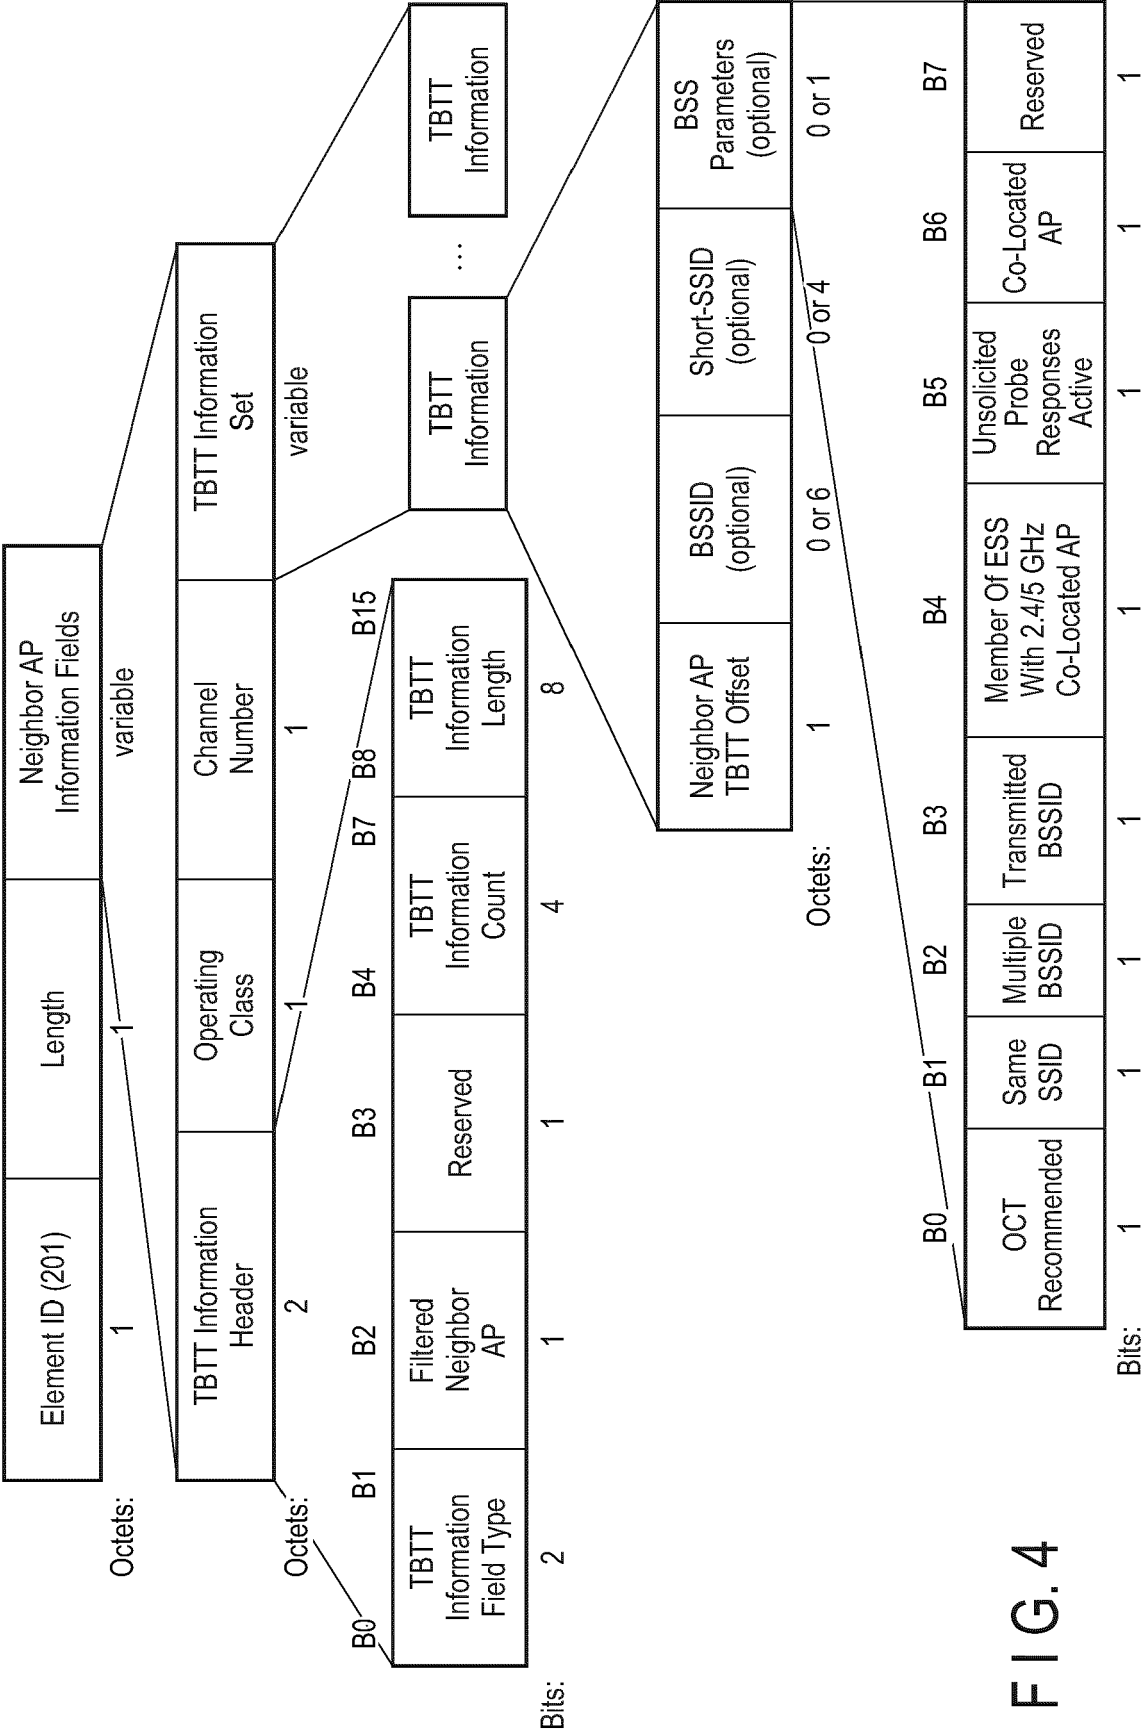 Element ID (201)
Length
Neighbor AP
Information Fields
Octets:
1
1
variable
TBTT Information
Header
Operating
Class
Channel
Number
TBTT Information
Set
Octets:
2
1
1
variable
B0
B1
B2
B3
B4
B7
B8
B15
TBTT
Information
Field Type
Filtered
Neighbor
AP
Reserved
TBTT
Information
Count
TBTT
Information
Length
Bits:
2
1
1
4
8
TBTT
Information
...
TBTT
Information
Neighbor AP
TBTT Offset
BSSID
(optional)
Short-SSID
(optional)
BSS
Parameters
(optional)
Octets:
1
0 or 6
0 or 4
0 or 1
B0
B1
B2
B3
B4
B5
B6
B7
OCT
Recommended
Same
SSID
Multiple
BSSID
Transmitted
BSSID
Member Of ESS
With 2.4/5 GHz
Co-Located AP
Unsolicited
Probe
Responses
Active
Co-Located
AP
Reserved
Bits:
1
1
1
1
1
1
1
1
FIG. 4